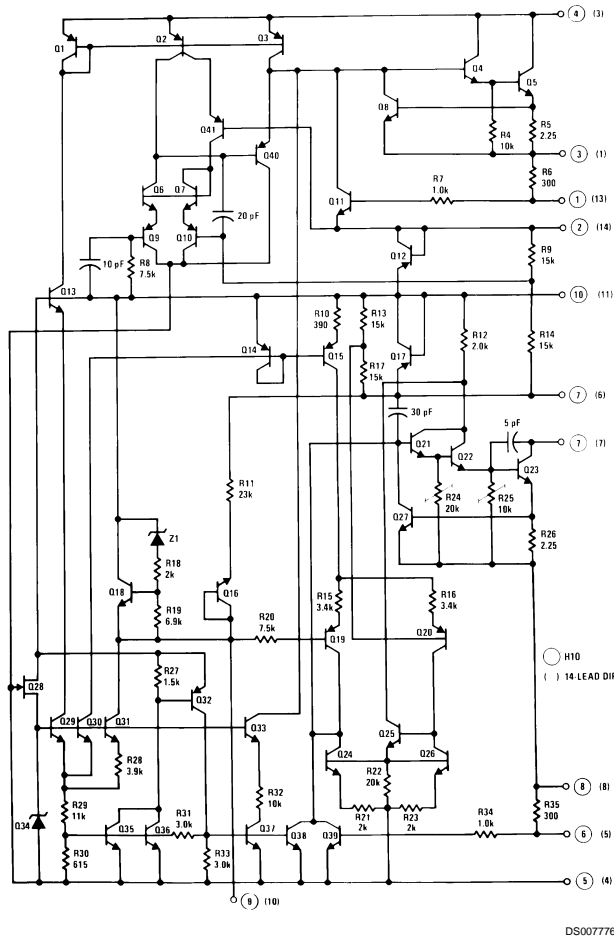 4 (3)
Q1
Q2
Q3
Q4
Q5
Q8
R4
10k
R5
2.25
3 (1)
Q41
Q40
R6
300
R7
1.0k
Q6
Q7
Q11
1 (13)
20 pF
2 (14)
Q9
Q10
Q12
R9
15k
10 pF
R8
7.5k
Q13
10 (11)
R10
390
R13
15k
R12
2.0k
R14
15k
Q14
Q15
Q17
R17
15k
7 (6)
30 pF
5 pF
7 (7)
Q21
Q22
Q23
R11
23k
R24
20k
R25
10k
Q27
R26
2.25
Z1
R18
2k
Q18
R19
6.9k
Q16
R15
3.4k
R16
3.4k
R20
7.5k
Q19
Q20
H10
( ) 14-LEAD DIP
R27
1.5k
Q28
Q32
Q29
Q30
Q31
Q33
Q25
R28
3.9k
Q24
Q26
R22
20k
R32
10k
8 (8)
R29
11k
R21
2k
R23
2k
R35
300
Q34
R31
3.0k
R34
1.0k
Q35
Q36
Q37
Q38
Q39
6 (5)
R30
615
R33
3.0k
5 (4)
9 (10)
DS007776